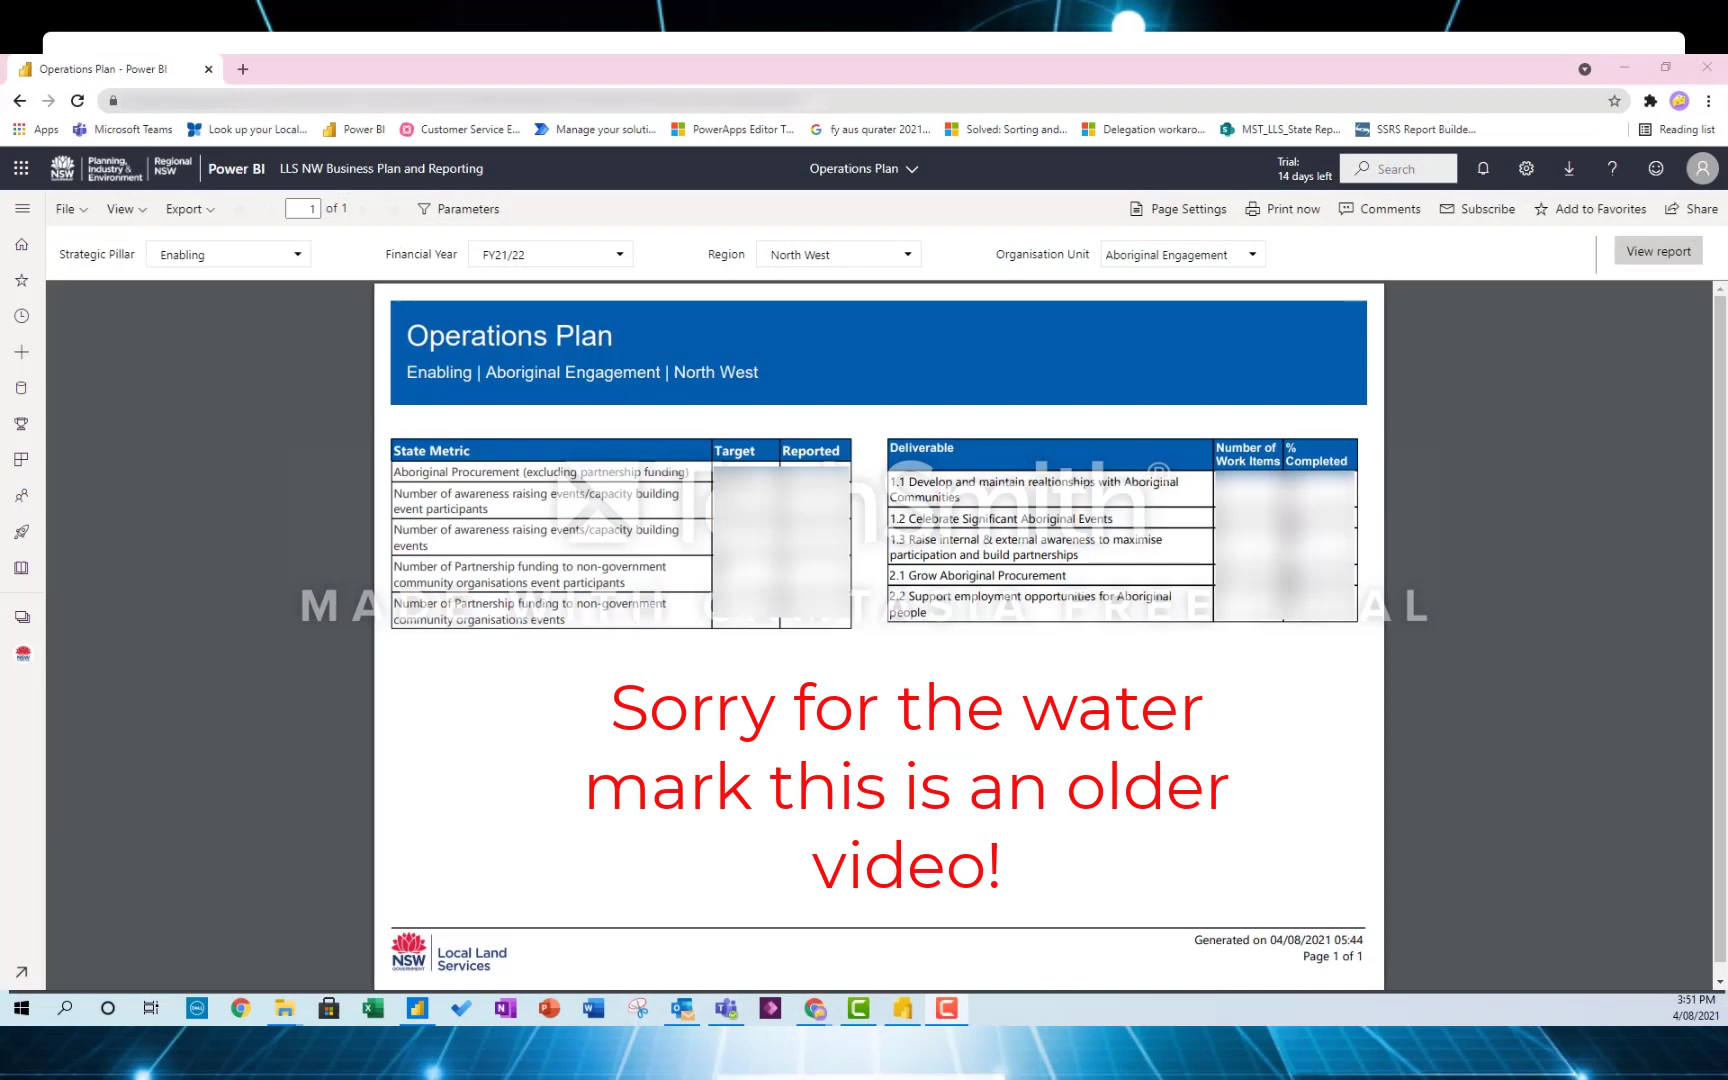 Operations Plan - Power BI
Apps Microsoft Teams Look up your Local... Power BI Customer Service E... Manage your soluti... PowerApps Editor T... fy aus qurater 2021... Solved: Sorting and... Delegation workaro... MST_LLS_State Rep... SSRS Report Builde... Reading list
NSW Planning, Industry & Environment Regional NSW Power BI LLS NW Business Plan and Reporting Operations Plan Trial: 14 days left Search
File View Export 1 of 1 Parameters Page Settings Print now Comments Subscribe Add to Favorites Share
Strategic Pillar Enabling Financial Year FY21/22 Region North West Organisation Unit Aboriginal Engagement View report
Operations Plan
Enabling | Aboriginal Engagement | North West
State Metric Target Reported
Aboriginal Procurement (excluding partnership funding)
Number of awareness raising events/capacity building
event participants
Number of awareness raising events/capacity building
events
Number of Partnership funding to non-government
community organisations event participants
Number of Partnership funding to non-government
community organisations events
Deliverable Number of Work Items % Completed
1.1 Develop and maintain realtionships with Aboriginal
Communities
1.2 Celebrate Significant Aboriginal Events
1.3 Raise internal & external awareness to maximise
participation and build partnerships
2.1 Grow Aboriginal Procurement
2.2 Support employment opportunities for Aboriginal
people
Sorry for the water
mark this is an older
video!
NSW GOVERNMENT Local Land
Services
Generated on 04/08/2021 05:44
Page 1 of 1
3:51 PM
4/08/2021